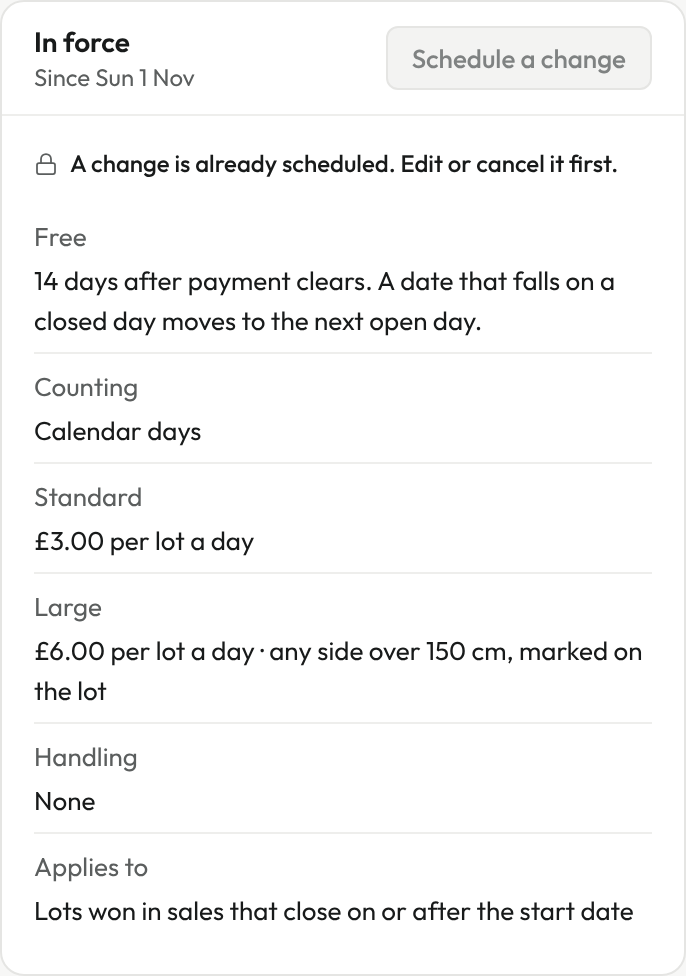 In force
Since Sun 1 Nov
Schedule a change
A change is already scheduled. Edit or cancel it first.
Free
14 days after payment clears. A date that falls on a
closed day moves to the next open day.
Counting
Calendar days
Standard
£3.00 per lot a day
Large
£6.00 per lot a day · any side over 150 cm, marked on
the lot
Handling
None
Applies to
Lots won in sales that close on or after the start date